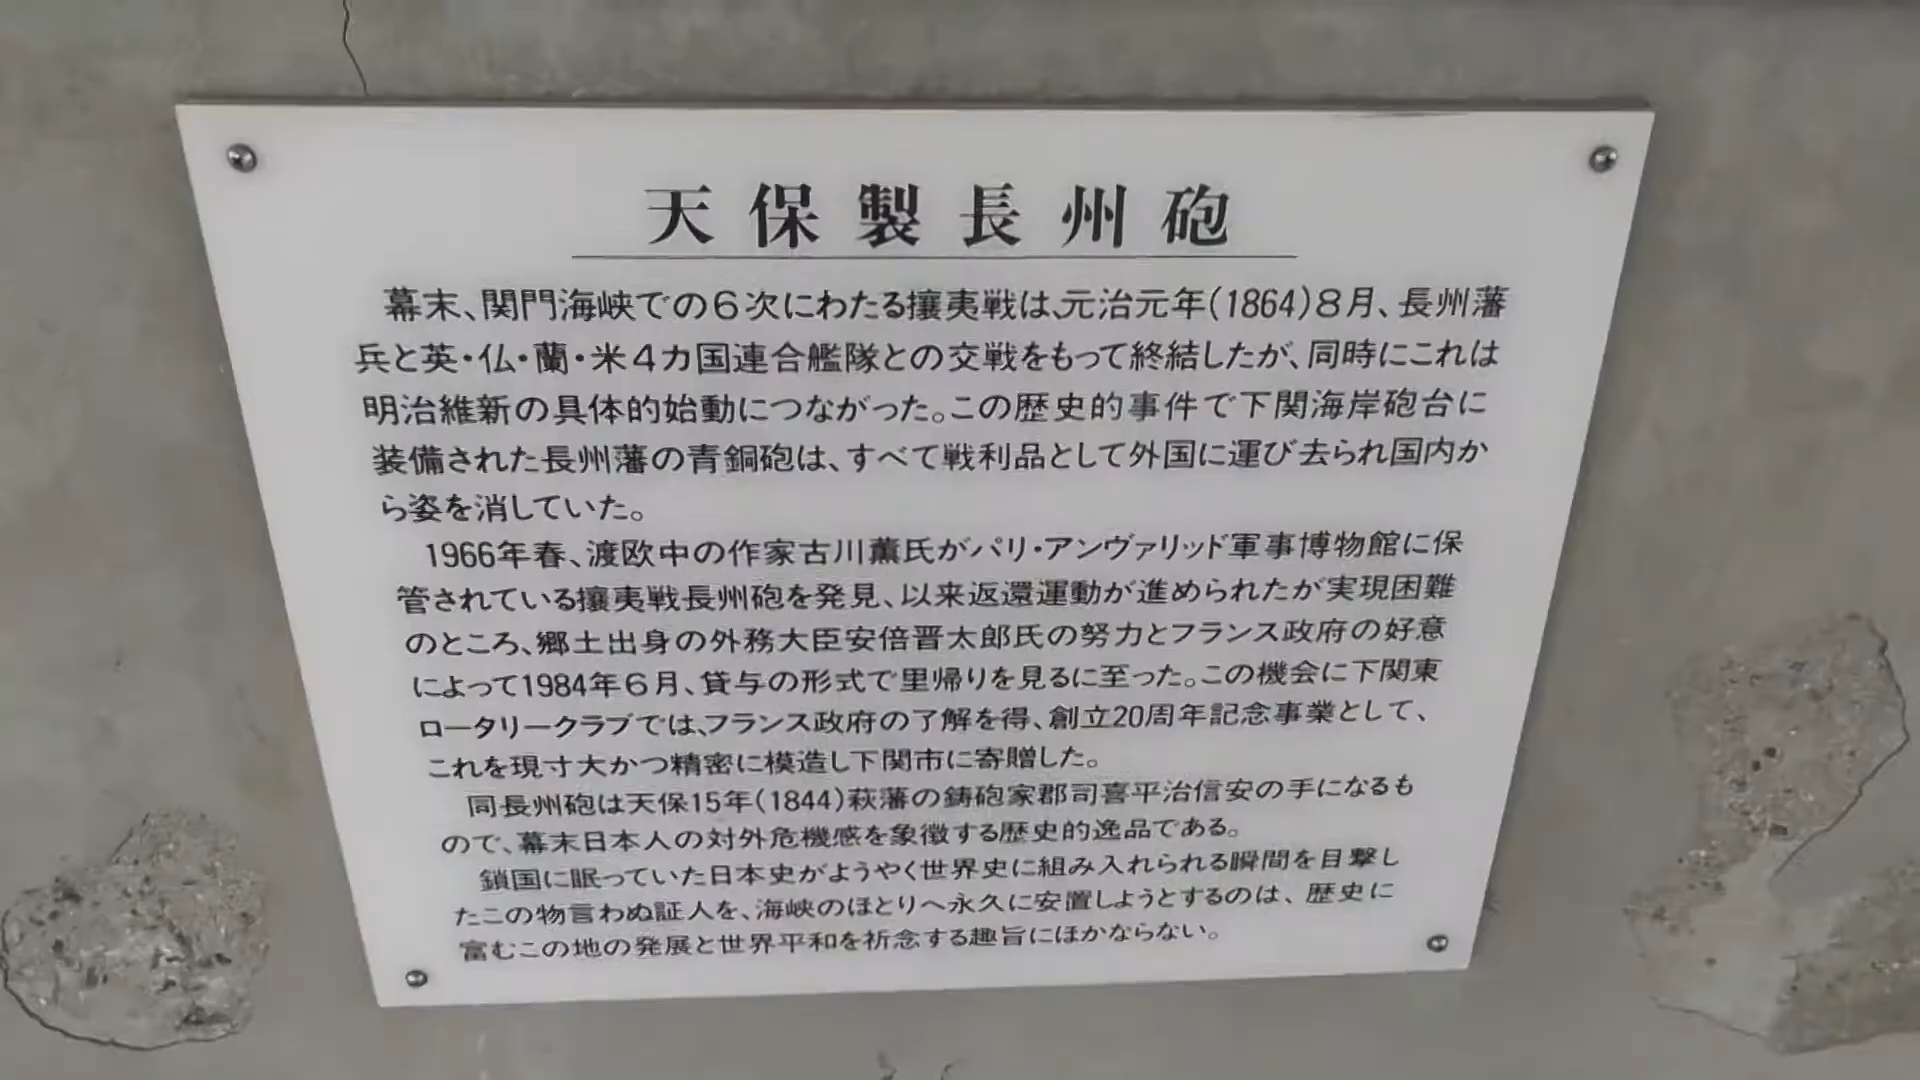 天保製長州砲
幕末、関門海峡での6次にわたる攘夷戦は、元治元年(1864)8月、長州藩
兵と英・仏・蘭・米4カ国連合艦隊との交戦をもって終結したが、同時にこれは
明治維新の具体的始動につながった。この歴史的事件で下関海岸砲台に
装備された長州藩の青銅砲は、すべて戦利品として外国に運び去られ国内か
ら姿を消していた。
1966年春、渡欧中の作家古川薫氏がパリ・アンヴァリッド軍事博物館に保
管されている攘夷戦長州砲を発見、以来返還運動が進められたが実現困難
のところ、郷土出身の外務大臣安倍晋太郎氏の努力とフランス政府の好意
によって1984年6月、貸与の形式で里帰りを見るに至った。この機会に下関東
ロータリークラブでは、フランス政府の了解を得、創立20周年記念事業として、
これを現寸大かつ精密に模造し下関市に寄贈した。
同長州砲は天保15年(1844)萩藩の鋳砲家郡司喜平治信安の手になるも
ので、幕末日本人の対外危機感を象徴する歴史的逸品である。
鎖国に眠っていた日本史がようやく世界史に組み入れられる瞬間を目撃し
たこの物言わぬ証人を、海峡のほとりへ永久に安置しようとするのは、歴史に
富むこの地の発展と世界平和を祈念する趣旨にほかならない。